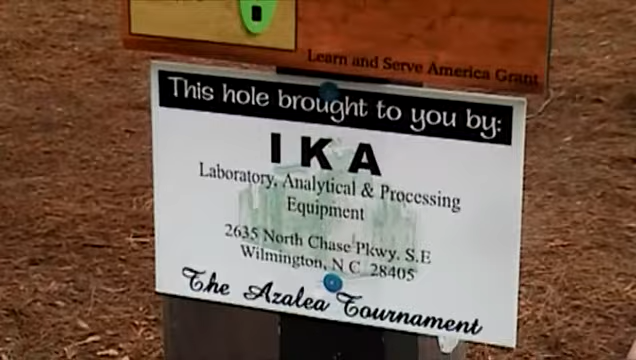 Learn and Serve America Grant
This hole brought to you by:
IKA
Laboratory, Analytical & Processing
Equipment
2635 North Chase Pkwy. S.E
Wilmington, N C 28405
The Azalea Tournament